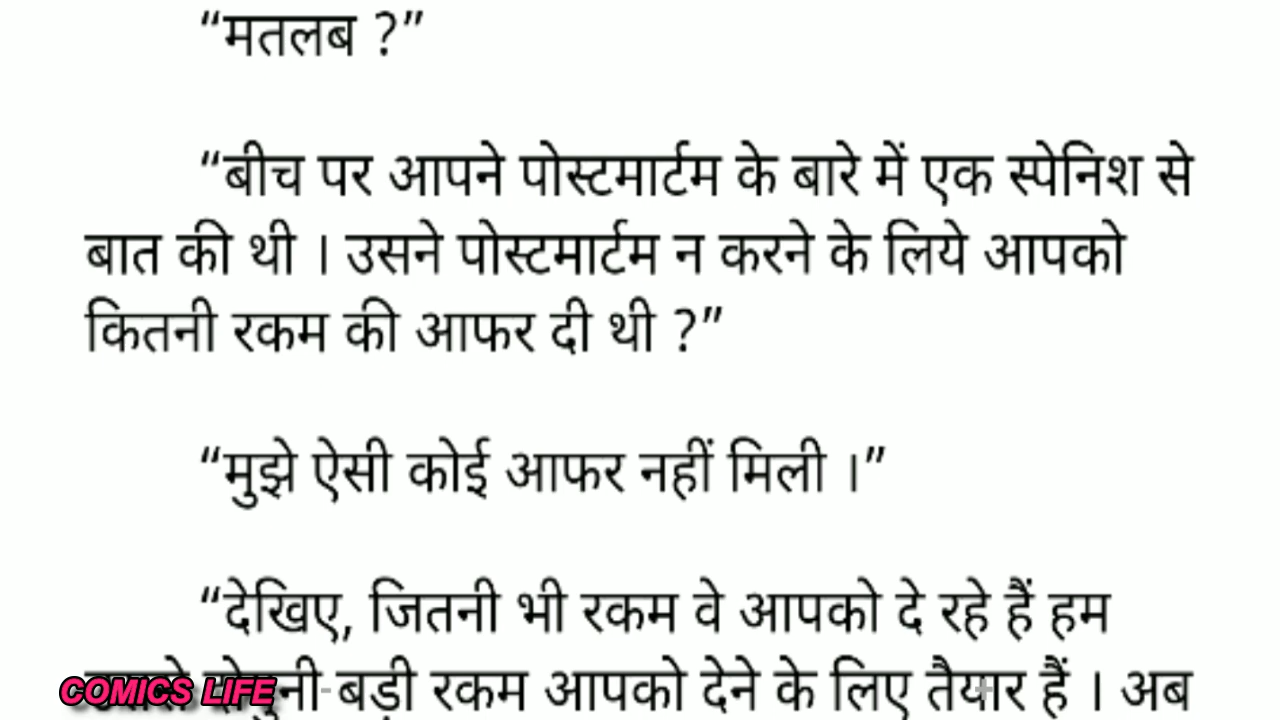 “मतलब ?”
“बीच पर आपने पोस्टमार्टम के बारे में एक स्पेनिश से
बात की थी । उसने पोस्टमार्टम न करने के लिये आपको
कितनी रकम की आफर दी थी ?”
“मुझे ऐसी कोई आफर नहीं मिली ।”
“देखिए, जितनी भी रकम वे आपको दे रहे हैं हम
बड़ी रकम आपको देने के लिए तैयार हैं । अब
COMICS LIFE